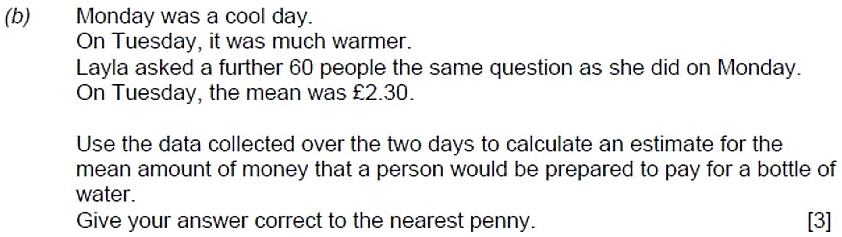 (b) Monday was a cool day.
On Tuesday, it was much warmer.
Layla asked a further 60 people the same question as she did on Monday.
On Tuesday, the mean was £2.30.
Use the data collected over the two days to calculate an estimate for the
mean amount of money that a person would be prepared to pay for a bottle of
water.
Give your answer correct to the nearest penny. [3]